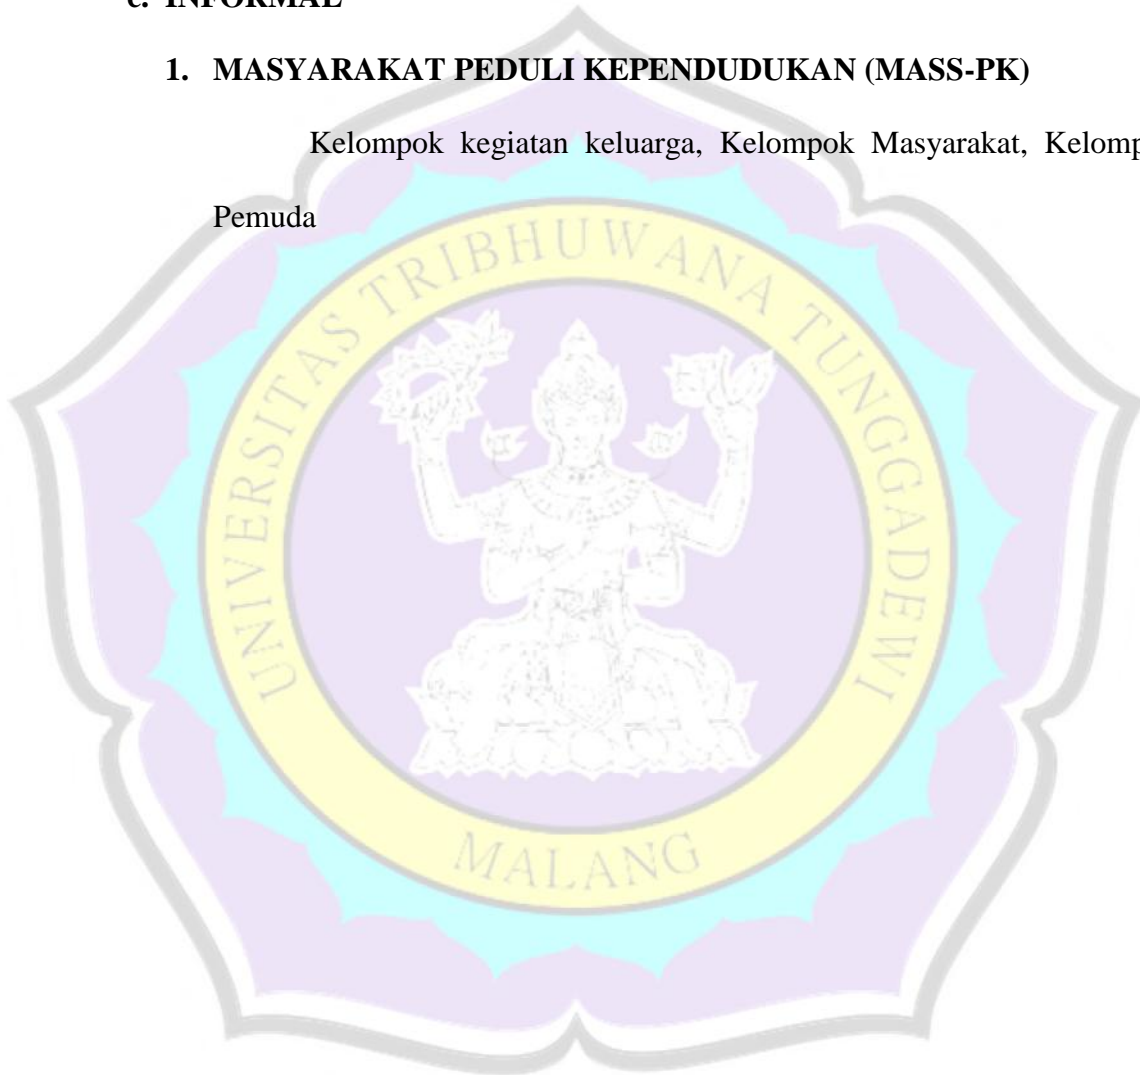 c. INFORMAL
1. MASYARAKAT PEDULI KEPENDUDUKAN (MASS-PK)
Kelompok kegiatan keluarga, Kelompok Masyarakat, Kelomp
Pemuda
UNIVERSITAS TRIBHUWANA TUNGGADEWI
MALANG